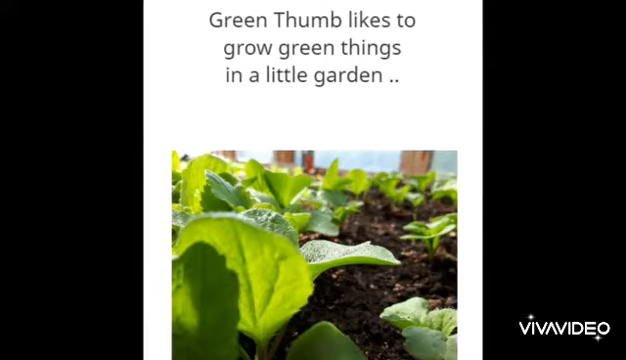 Green Thumb likes to
grow green things
in a little garden ..
VIVAVIDEO